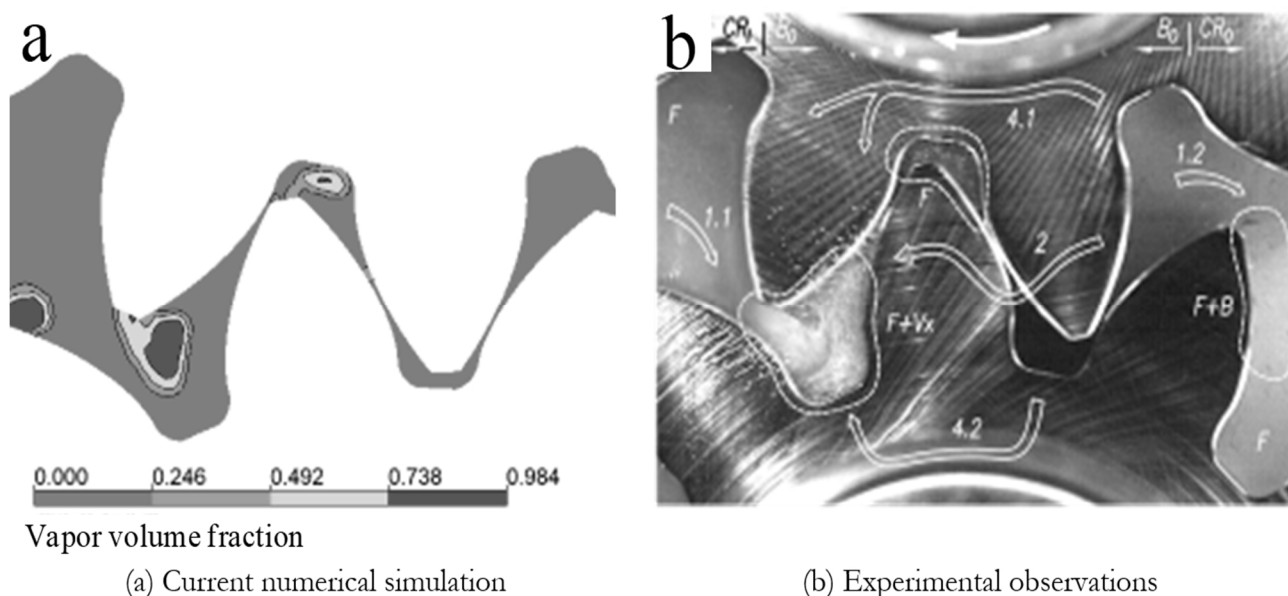 a
b
CR₀ B₀
B₀ CR₀
F
4.1
1.2
1.1
F
2
F+Vx
F+B
4.2
F
0.000 0.246 0.492 0.738 0.984
Vapor volume fraction
(a) Current numerical simulation
(b) Experimental observations